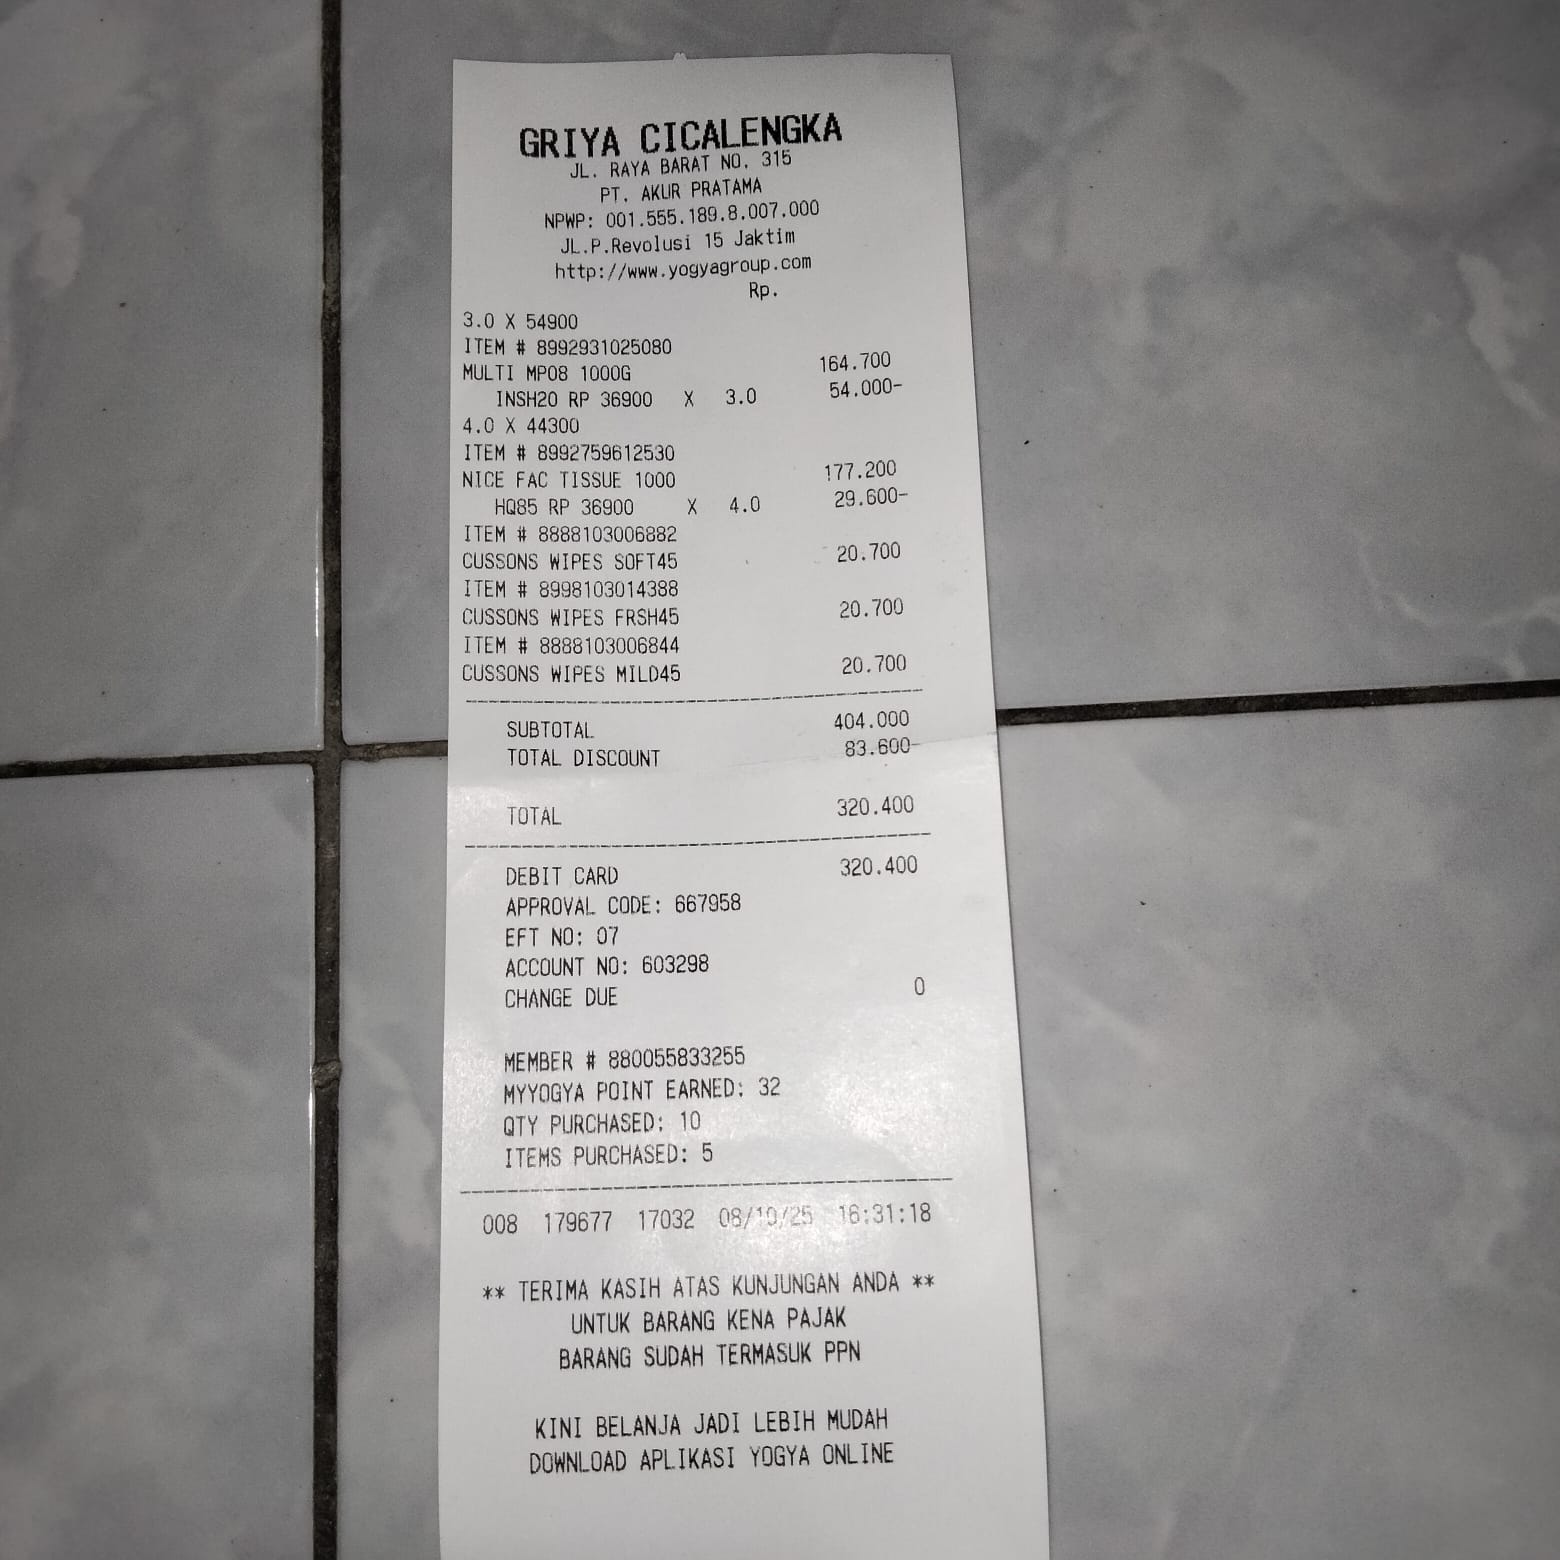 GRIYA CICALENGKA
JL. RAYA BARAT NO. 315
PT. AKUR PRATAMA
NPWP: 001.555.189.8.007.000
JL.P.Revolusi 15 Jaktim
http://www.yogyagroup.com
Rp.
3.0 X 54900
ITEM # 8992931025080
MULTI MP08 1000G 164.700
INSH20 RP 36900 X 3.0 54.000-
4.0 X 44300
ITEM # 8992759612530
NICE FAC TISSUE 1000 177.200
HQ85 RP 36900 X 4.0 29.600-
ITEM # 8888103006882
CUSSONS WIPES SOFT45 20.700
ITEM # 8998103014388
CUSSONS WIPES FRSH45 20.700
ITEM # 8888103006844
CUSSONS WIPES MILD45 20.700
SUBTOTAL 404.000
TOTAL DISCOUNT 83.600-
TOTAL 320.400
DEBIT CARD 320.400
APPROVAL CODE: 667958
EFT NO: 07
ACCOUNT NO: 603298
CHANGE DUE 0
MEMBER # 880055833255
MYYOGYA POINT EARNED: 32
QTY PURCHASED: 10
ITEMS PURCHASED: 5
008 179677 17032 08/10/25 16:31:18
** TERIMA KASIH ATAS KUNJUNGAN ANDA **
UNTUK BARANG KENA PAJAK
BARANG SUDAH TERMASUK PPN
KINI BELANJA JADI LEBIH MUDAH
DOWNLOAD APLIKASI YOGYA ONLINE